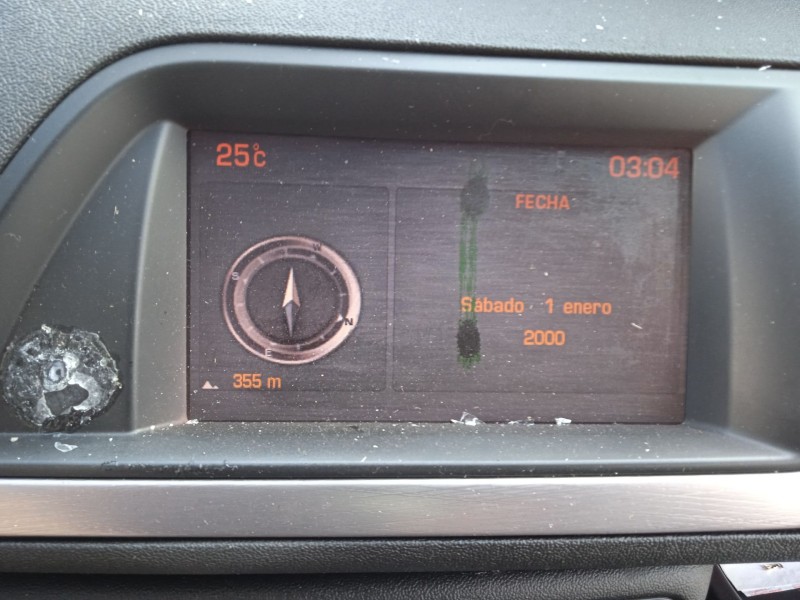 25°C
03:04
FECHA
W
S
N
E
Sábado 1 enero
2000
355 m